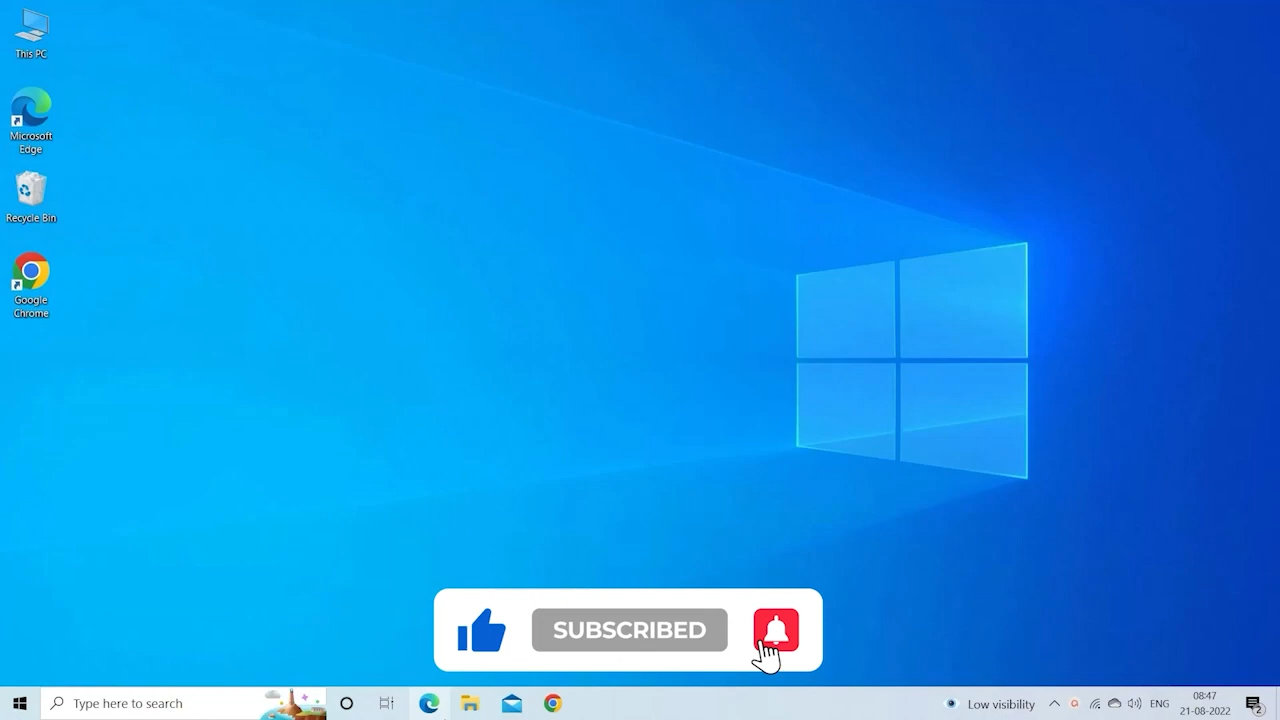 This PC
Microsoft
Edge
Recycle Bin
Google
Chrome
SUBSCRIBED
Type here to search
Low visibility
ENG
08:47
21-08-2022
2